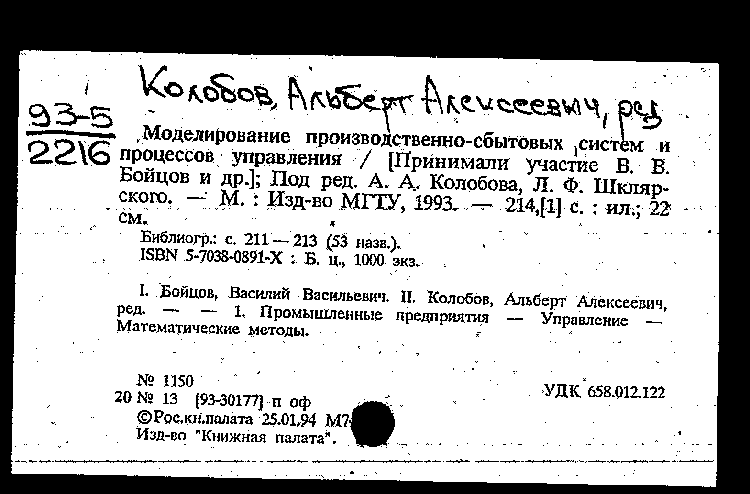 Колобов, Альберт Алексеевич, ред
93-5
2216
Моделирование производственно-сбытовых систем и
процессов управления / [Принимали участие В. В.
Бойцов и др.]; Под ред. А. А. Колобова, Л. Ф. Шкляр-
ского. — М. : Изд-во МГТУ, 1993. — 214,[1] с. : ил.; 22
см.
Библиогр.: с. 211 — 213 (53 назв.).
ISBN 5-7038-0891-X : Б. ц., 1000 экз.
I. Бойцов, Василий Васильевич. II. Колобов, Альберт Алексеевич,
ред. — — 1. Промышленные предприятия — Управление —
Математические методы.
№ 1150
20 № 13 [93-30177] п оф
УДК 658.012.122
©Рос.кн.палата 25.01.94 М7
Изд-во "Книжная палата".